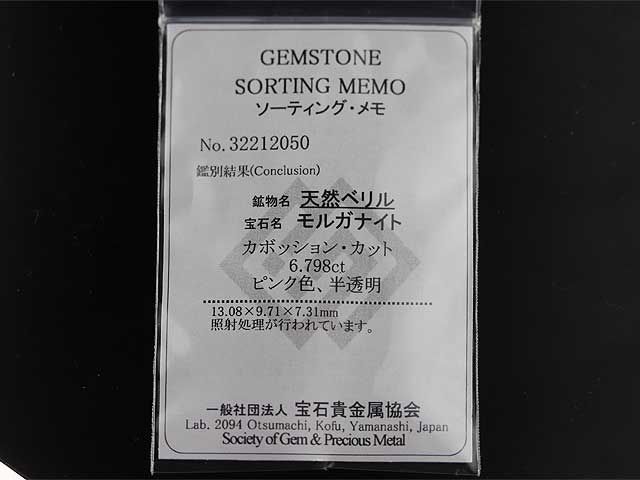 GEMSTONE
SORTING MEMO
ソーティング・メモ
No. 32212050
鑑別結果(Conclusion)
鉱物名 天然ベリル
宝石名 モルガナイト
カボッション・カット
6.798ct
ピンク色、半透明
13.08×9.71×7.31mm
照射処理が行われています。
一般社団法人 宝石貴金属協会
Lab. 2094 Otsumachi, Kofu, Yamanashi, Japan
Society of Gem & Precious Metal